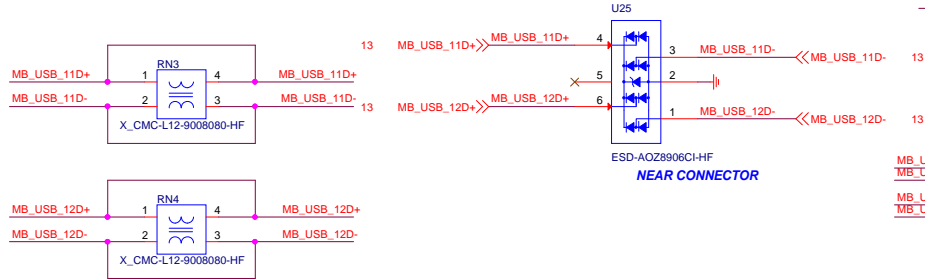 U25
RN3
MB_USB_11D+ 1 4 MB_USB_11D+
MB_USB_11D- 2 3 MB_USB_11D-
X_CMC-L12-9008080-HF
13 MB_USB_11D+ MB_USB_11D+ 4
3 MB_USB_11D- MB_USB_11D- 13
5 2
13 MB_USB_12D+ MB_USB_12D+ 6
1 MB_USB_12D- MB_USB_12D- 13
ESD-AOZ8906CI-HF
NEAR CONNECTOR
RN4
MB_USB_12D+ 1 4 MB_USB_12D+
MB_USB_12D- 2 3 MB_USB_12D-
X_CMC-L12-9008080-HF